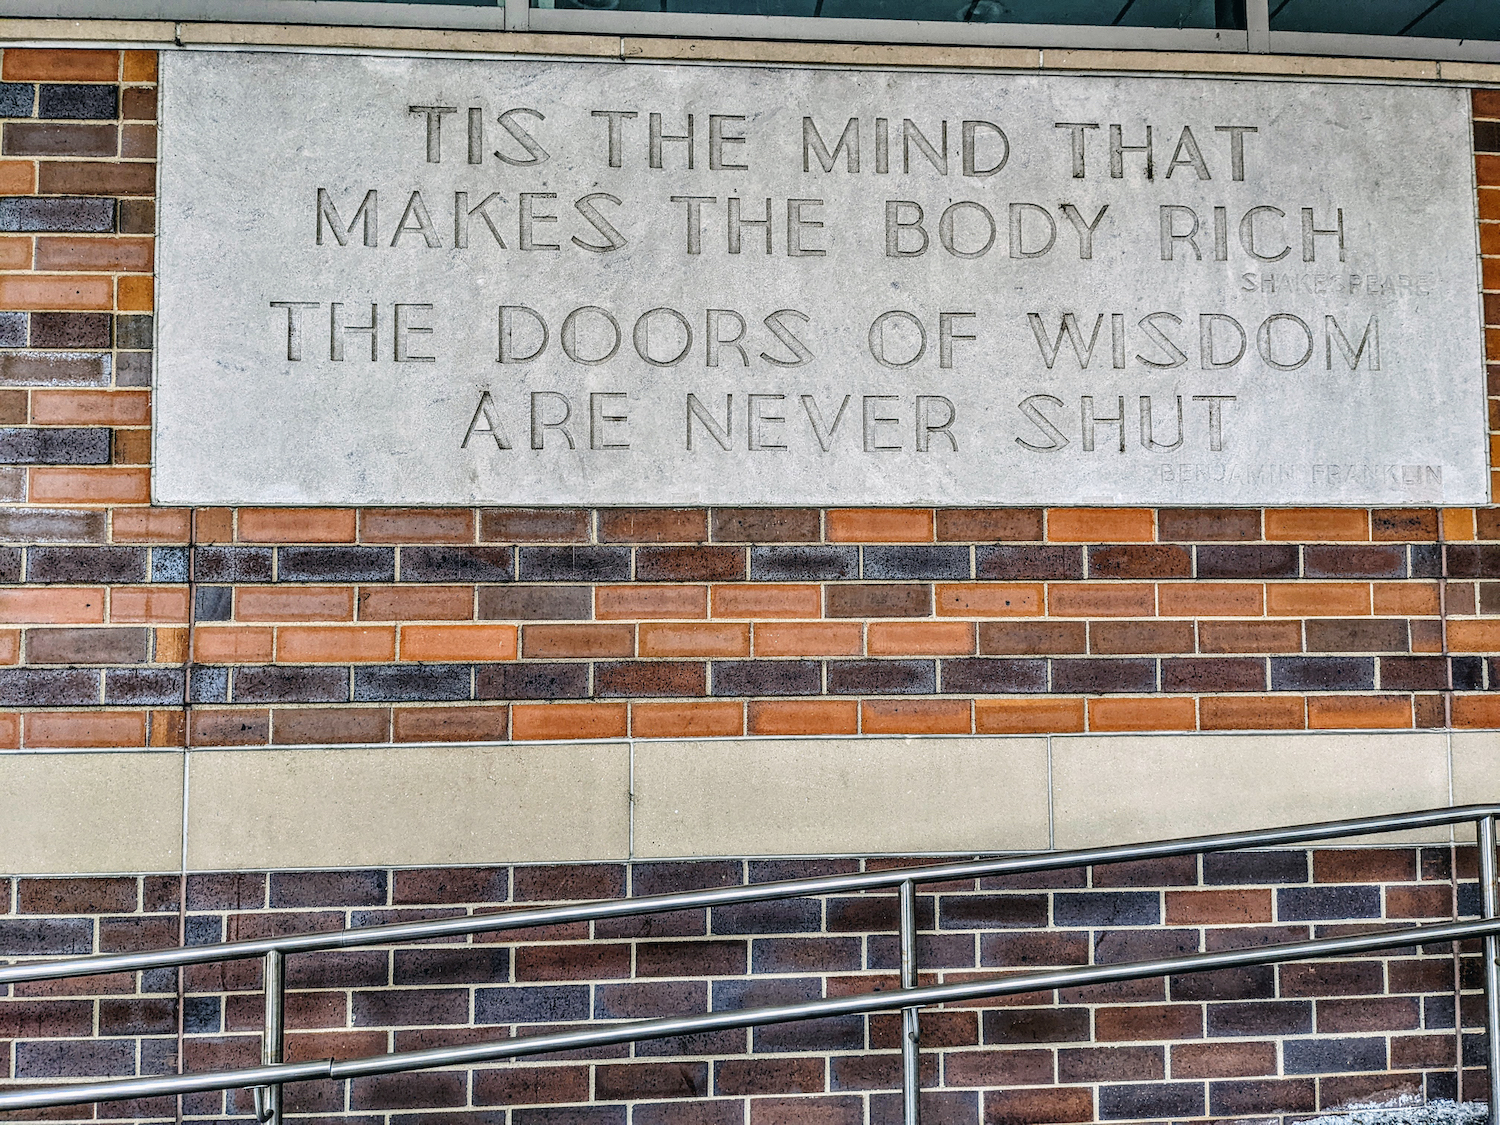 TIS THE MIND THAT
MAKES THE BODY RICH
SHAKESPEARE
THE DOORS OF WISDOM
ARE NEVER SHUT
BENJAMIN FRANKLIN